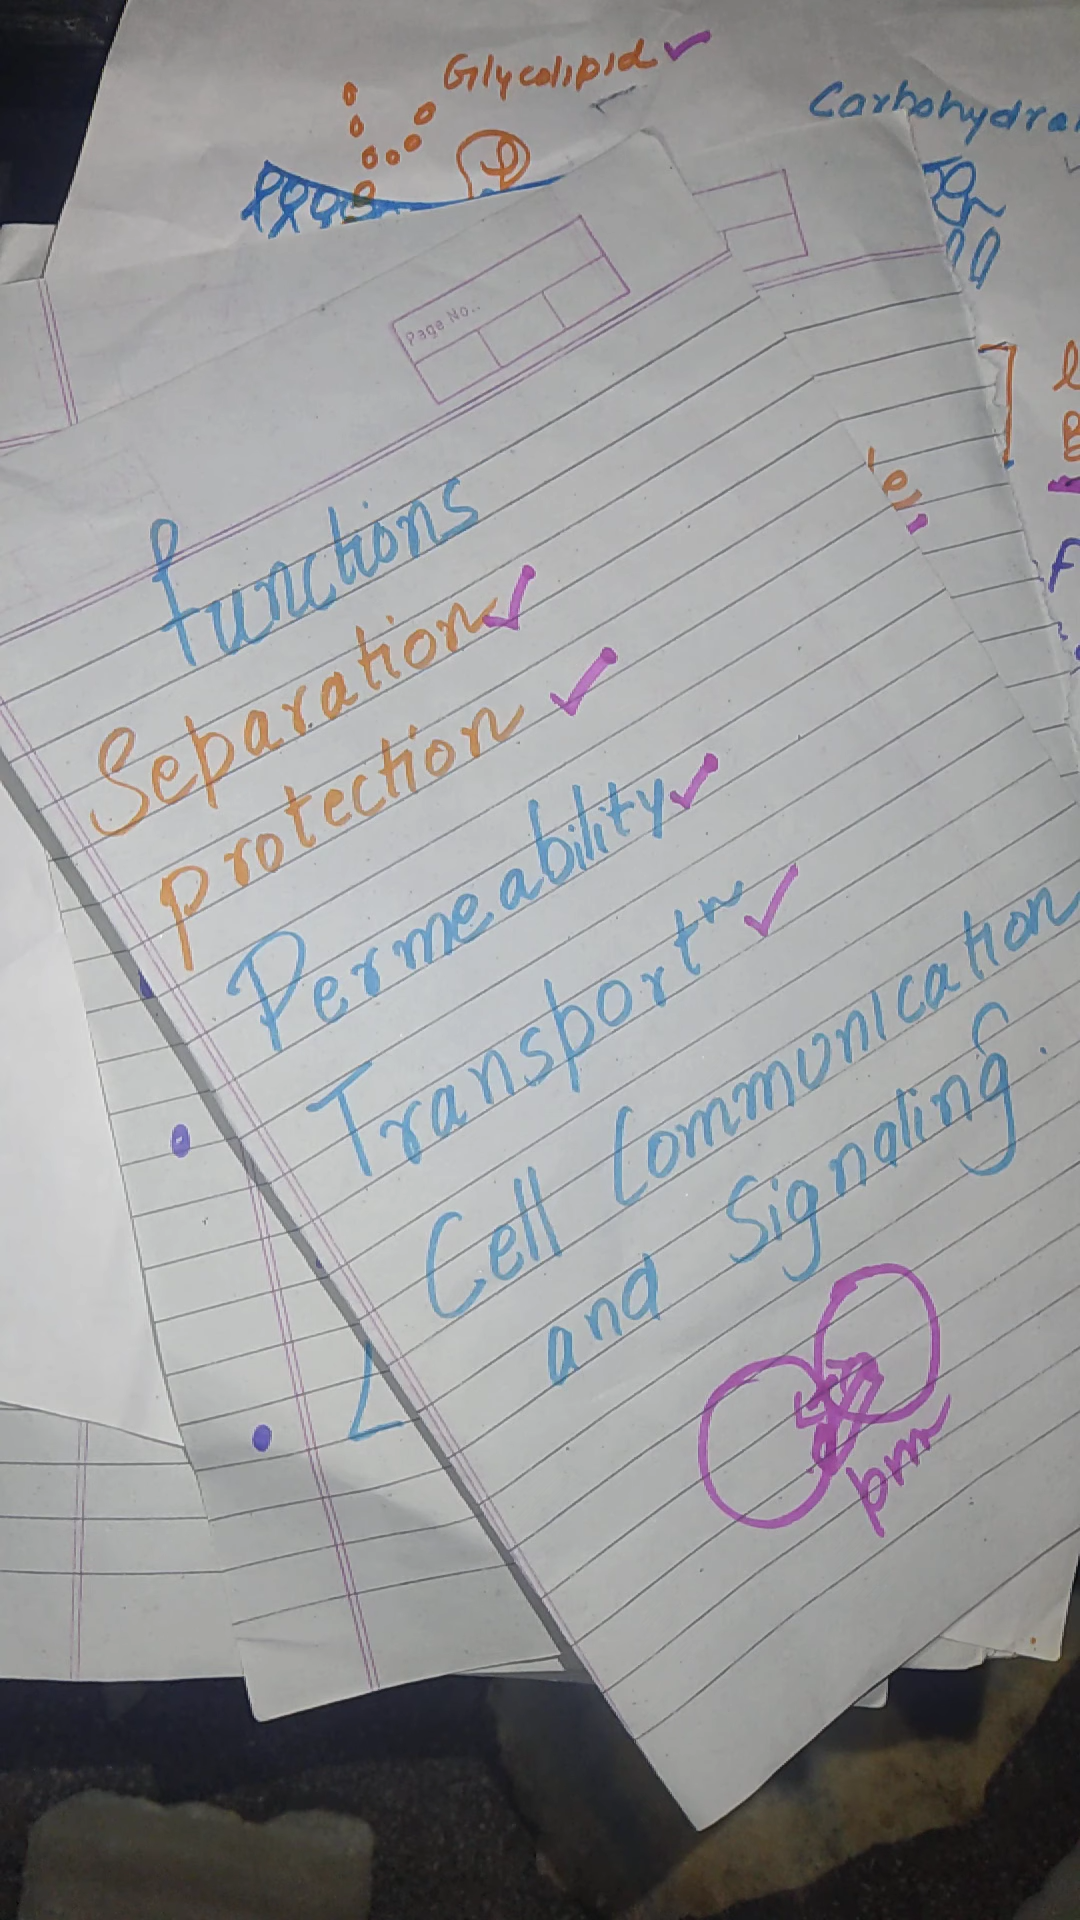 Glycolipid
Carbohydra
Page No..
functions
Separation
protection
Permeability
Transport~
Cell Communication
and Signaling.
pm